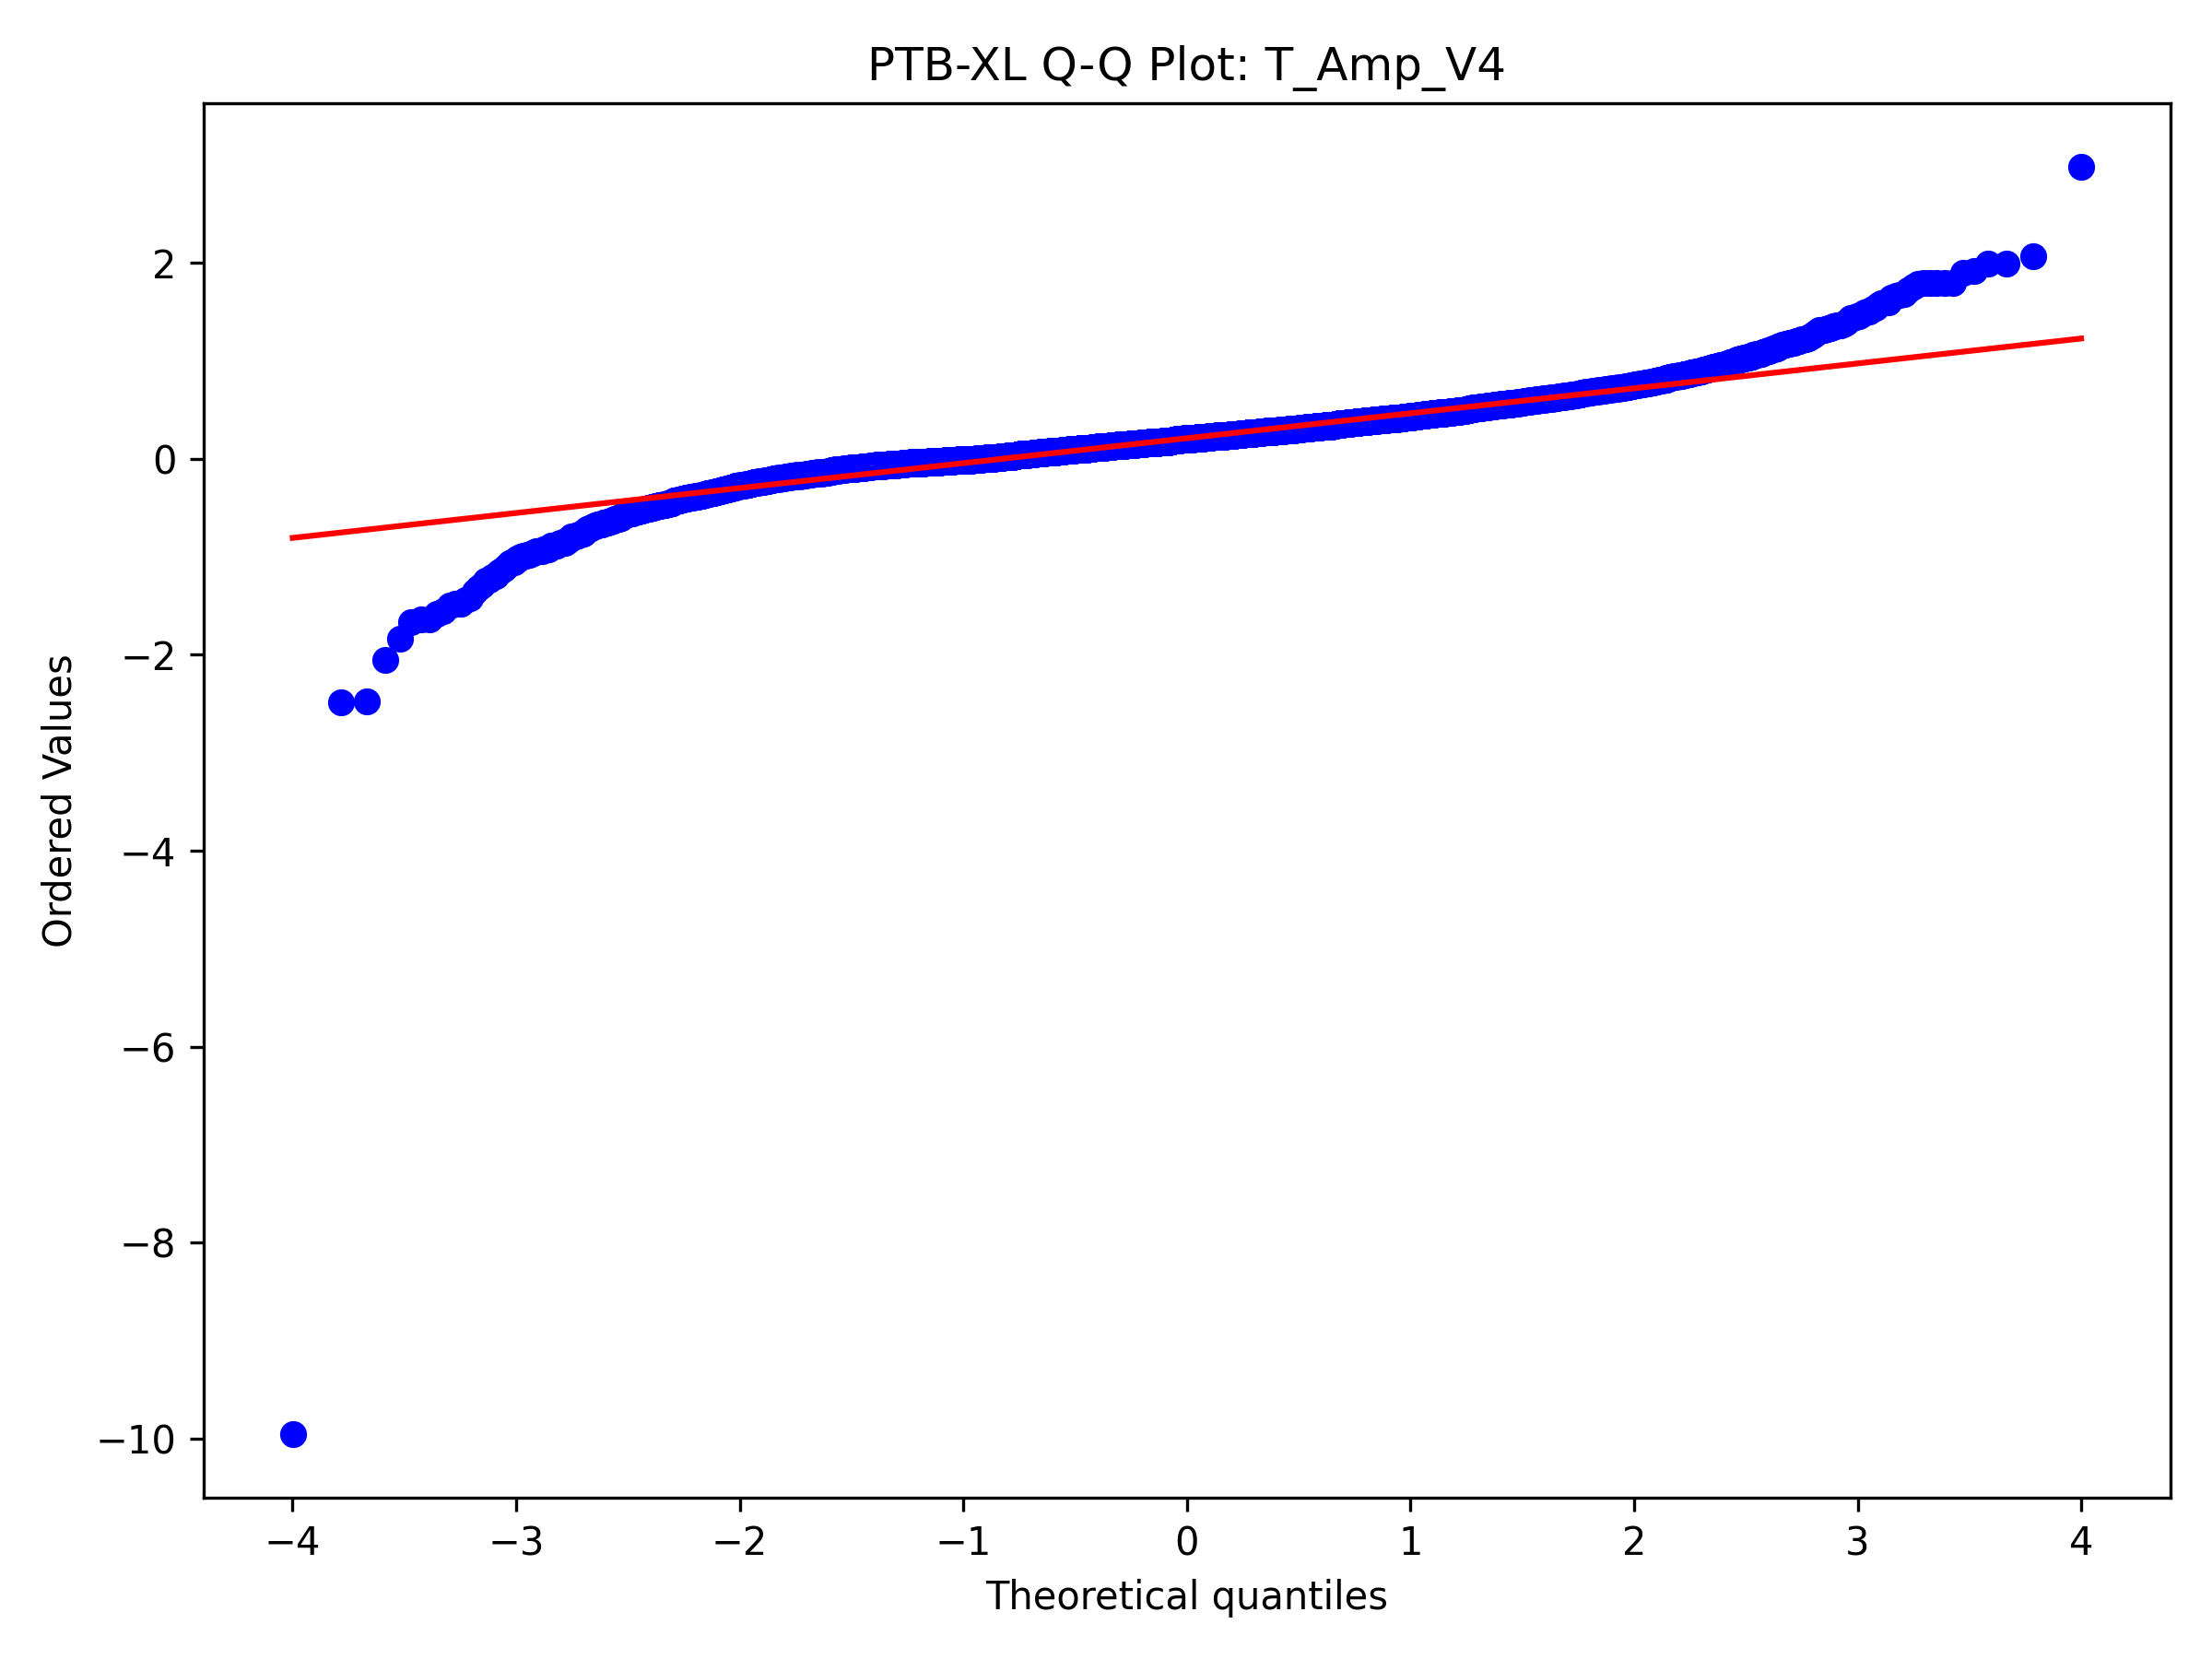 PTB-XL Q-Q Plot: T_Amp_V4
2
0
−2
−4
−6
−8
−10
Ordered Values
−4 −3 −2 −1 0 1 2 3 4
Theoretical quantiles